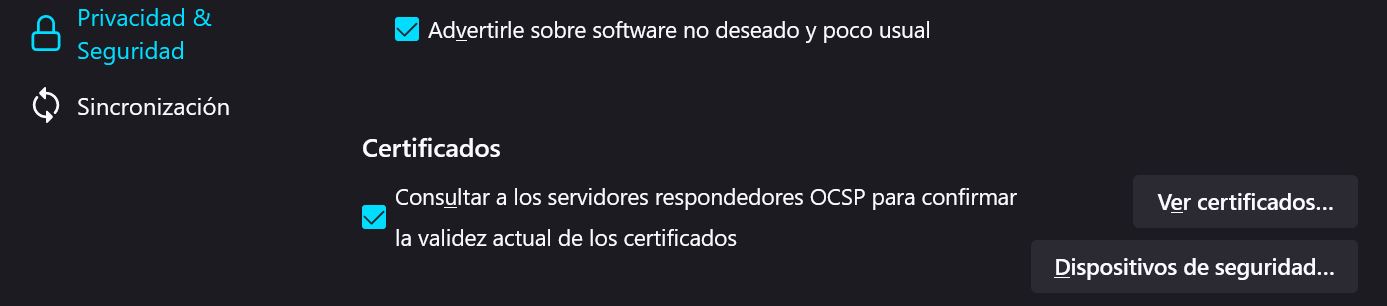 Privacidad &
Seguridad
Sincronización
Advertirle sobre software no deseado y poco usual
Certificados
Consultar a los servidores respondedores OCSP para confirmar
la validez actual de los certificados
Ver certificados...
Dispositivos de seguridad...